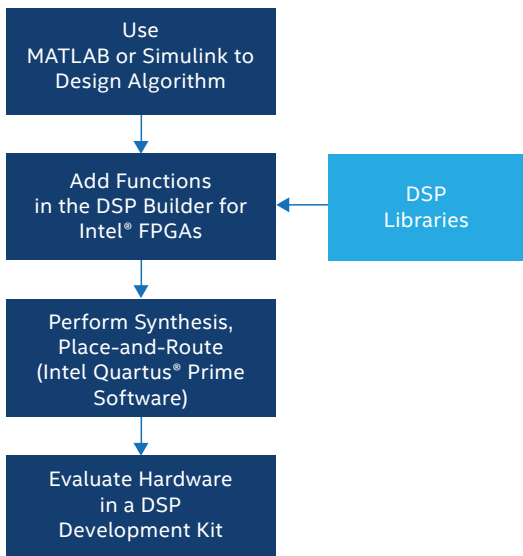 Use
MATLAB or Simulink to
Design Algorithm
Add Functions
in the DSP Builder for
Intel® FPGAs
DSP
Libraries
Perform Synthesis,
Place-and-Route
(Intel Quartus® Prime
Software)
Evaluate Hardware
in a DSP
Development Kit